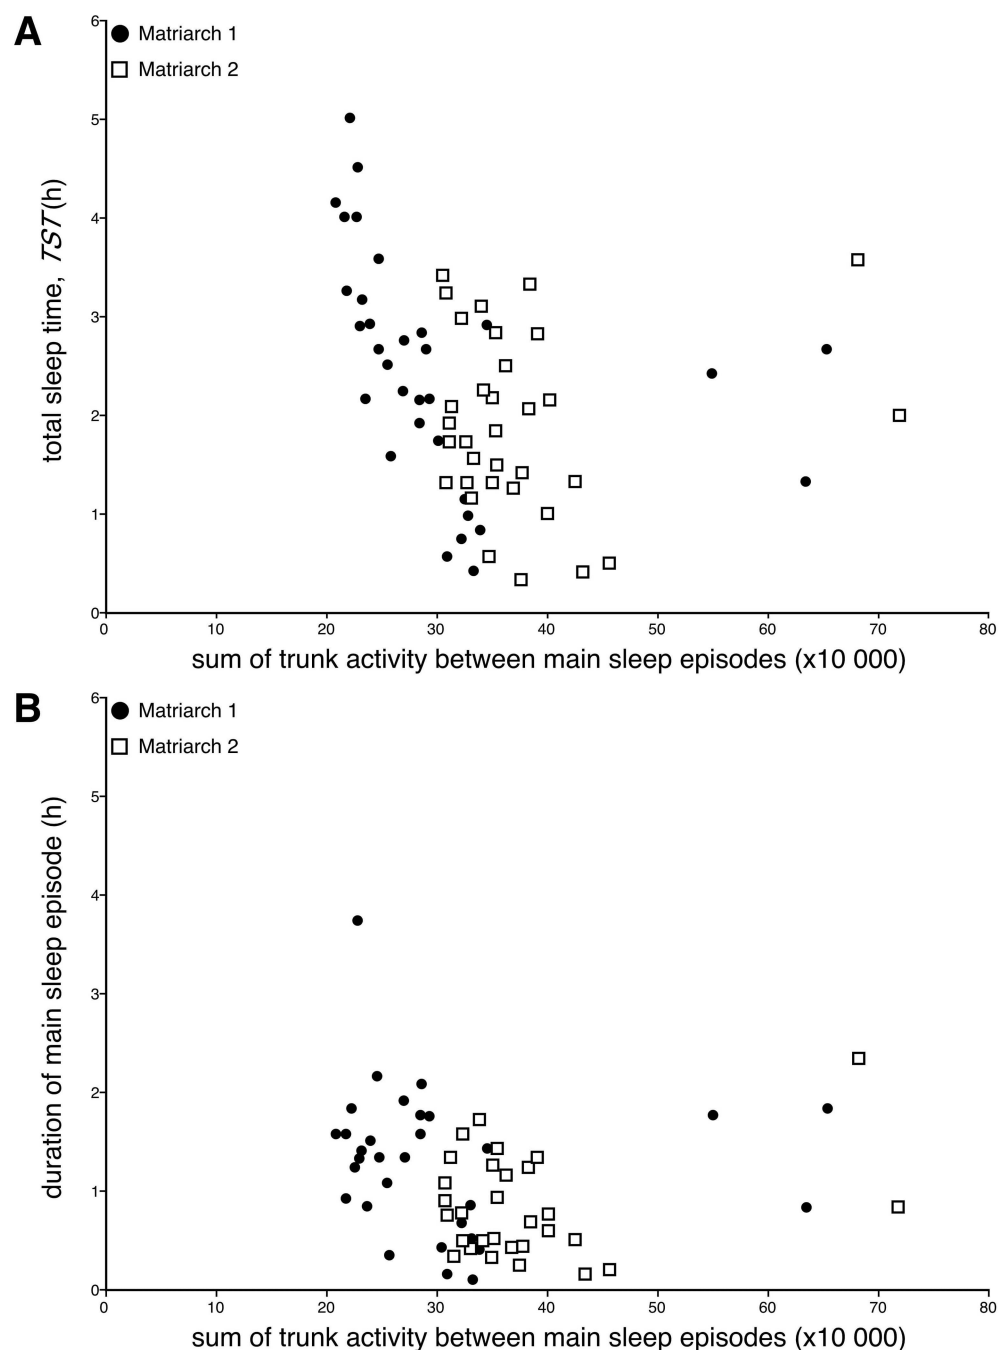 A
6
Matriarch 1
Matriarch 2
5
4
3
2
1
0
total sleep time, TST(h)
0 10 20 30 40 50 60 70 80
sum of trunk activity between main sleep episodes (x10 000)
B
6
Matriarch 1
Matriarch 2
5
4
3
2
1
0
duration of main sleep episode (h)
0 10 20 30 40 50 60 70 80
sum of trunk activity between main sleep episodes (x10 000)